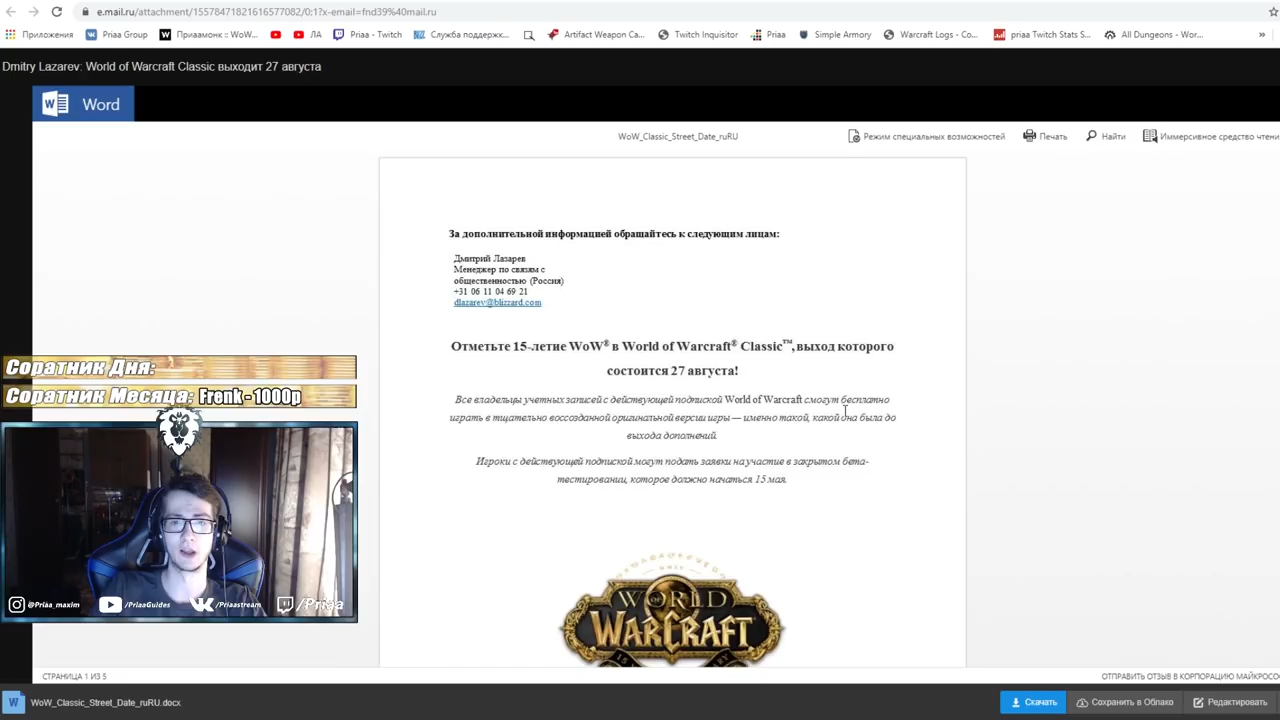 e.mail.ru/attachment/15578471821616577082/0:1?x-email=fnd39%40mail.ru
Приложения Priaa Group Приаамонк :: WoW... ЛА Priaa - Twitch Служба поддержк... Artifact Weapon Ca... Twitch Inquisitor Priaa Simple Armory Warcraft Logs - Co... priaa Twitch Stats S... All Dungeons - Wor... »
Dmitry Lazarev: World of Warcraft Classic выходит 27 августа
Word
WoW_Classic_Street_Date_ruRU Режим специальных возможностей Печать Найти Иммерсивное средство чтени
За дополнительной информацией обращайтесь к следующим лицам:
Дмитрий Лазарев
Менеджер по связям с
общественностью (Россия)
+31 06 11 04 69 21
dlazarev@blizzard.com
Отметьте 15-летие WoW® в World of Warcraft® Classic™, выход которого
состоится 27 августа!
Все владельцы учетных записей с действующей подпиской World of Warcraft смогут бесплатно
играть в тщательно воссозданной оригинальной версии игры — именно такой, какой она была до
выхода дополнений.
Игроки с действующей подпиской могут подать заявки на участие в закрытом бета-
тестировании, которое должно начаться 15 мая.
WORLD
OF
WARCRAFT
Соратник Дня:
Соратник Месяца: Frenk - 1000р
@Priaa_maxim /PriaaGuides /Priaastream /Priaa
СТРАНИЦА 1 ИЗ 5 ОТПРАВИТЬ ОТЗЫВ В КОРПОРАЦИЮ МАЙКРОСО
WoW_Classic_Street_Date_ruRU.docx Скачать Сохранить в Облако Редактировать